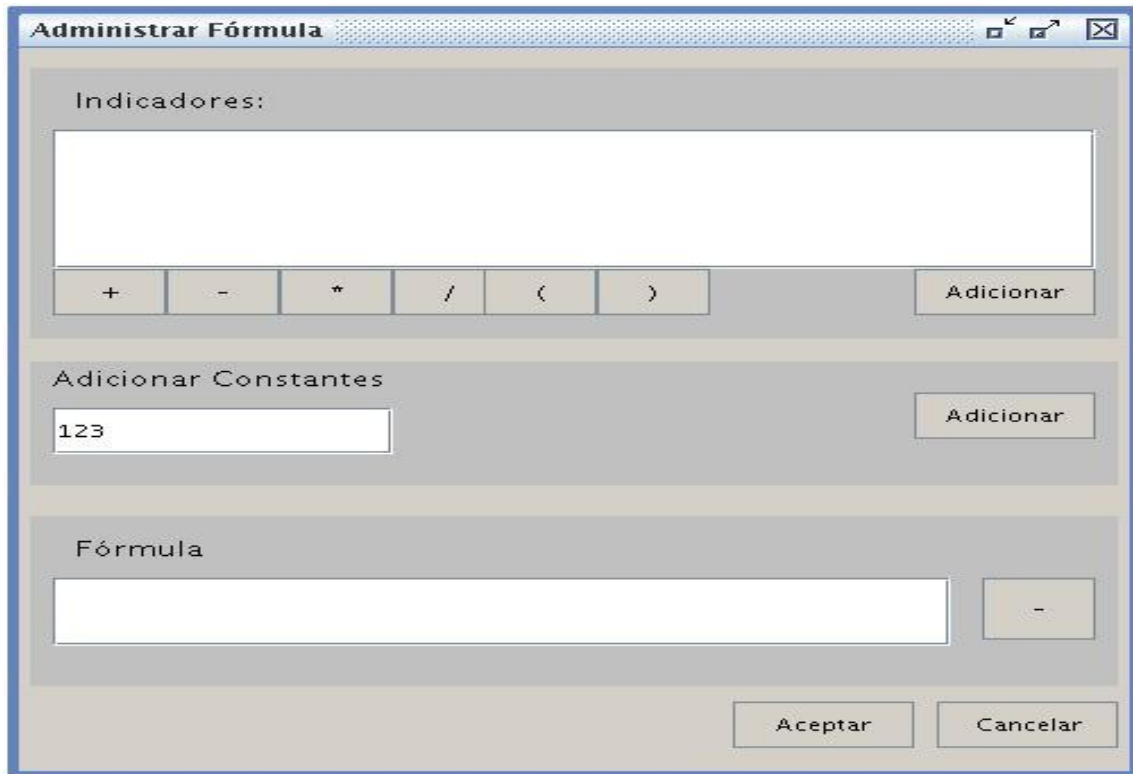 Administrar Fórmula
Indicadores:
+ - * / ( ) Adicionar
Adicionar Constantes
123 Adicionar
Fórmula
-
Aceptar Cancelar